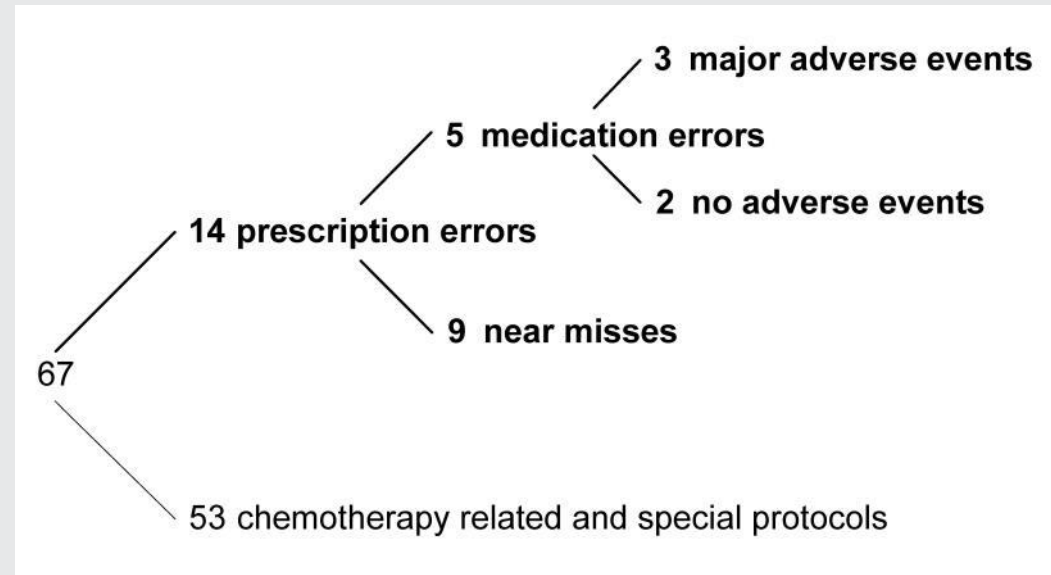 3 major adverse events
5 medication errors
2 no adverse events
14 prescription errors
9 near misses
67
53 chemotherapy related and special protocols